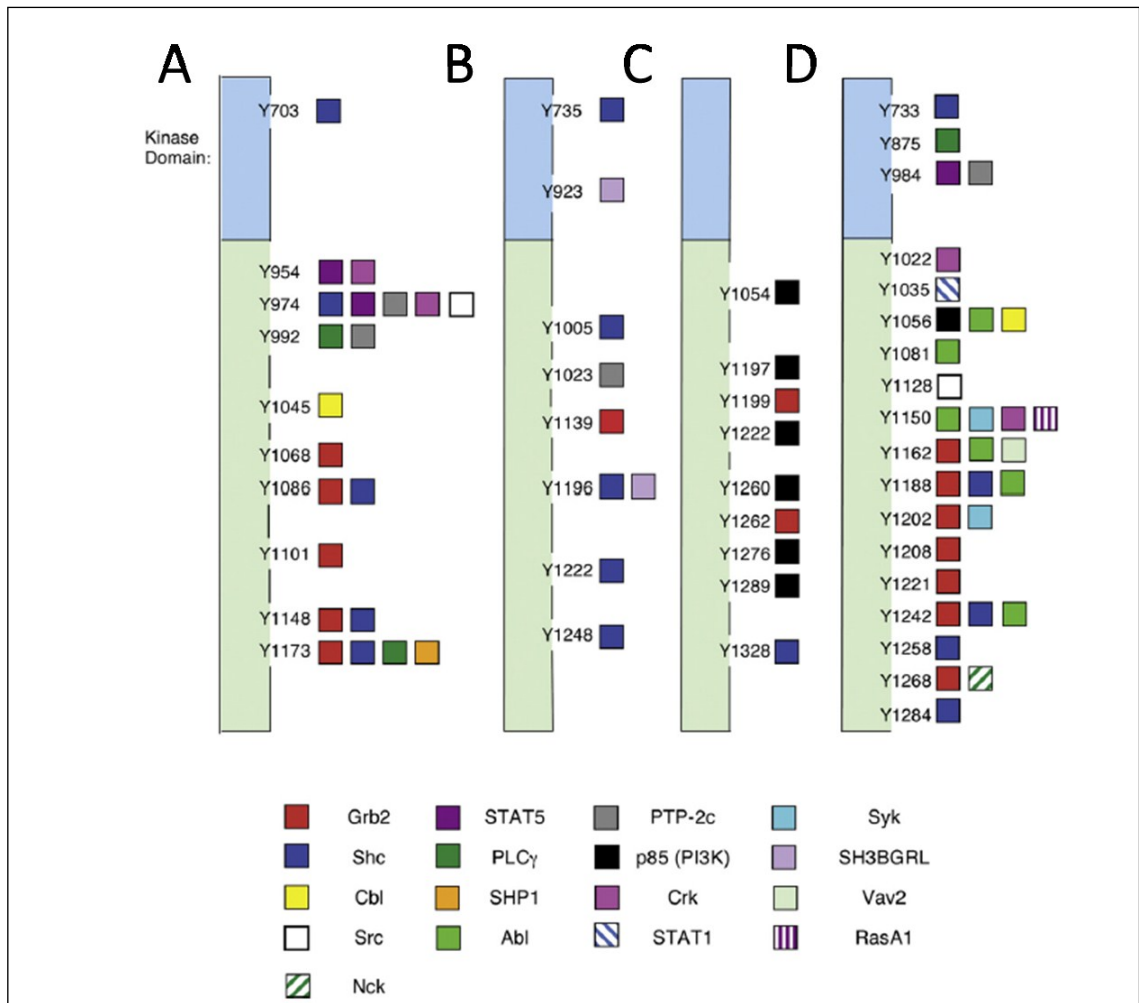 A B C D
Kinase
Domain:
Y703
Y954
Y974
Y992
Y1045
Y1068
Y1086
Y1101
Y1148
Y1173
Y735
Y923
Y1005
Y1023
Y1139
Y1196
Y1222
Y1248
Y1054
Y1197
Y1199
Y1222
Y1260
Y1262
Y1276
Y1289
Y1328
Y733
Y875
Y984
Y1022
Y1035
Y1056
Y1081
Y1128
Y1150
Y1162
Y1188
Y1202
Y1208
Y1221
Y1242
Y1258
Y1268
Y1284
Grb2 STAT5 PTP-2c Syk
Shc PLCγ p85 (PI3K) SH3BGRL
Cbl SHP1 Crk Vav2
Src Abl STAT1 RasA1
Nck